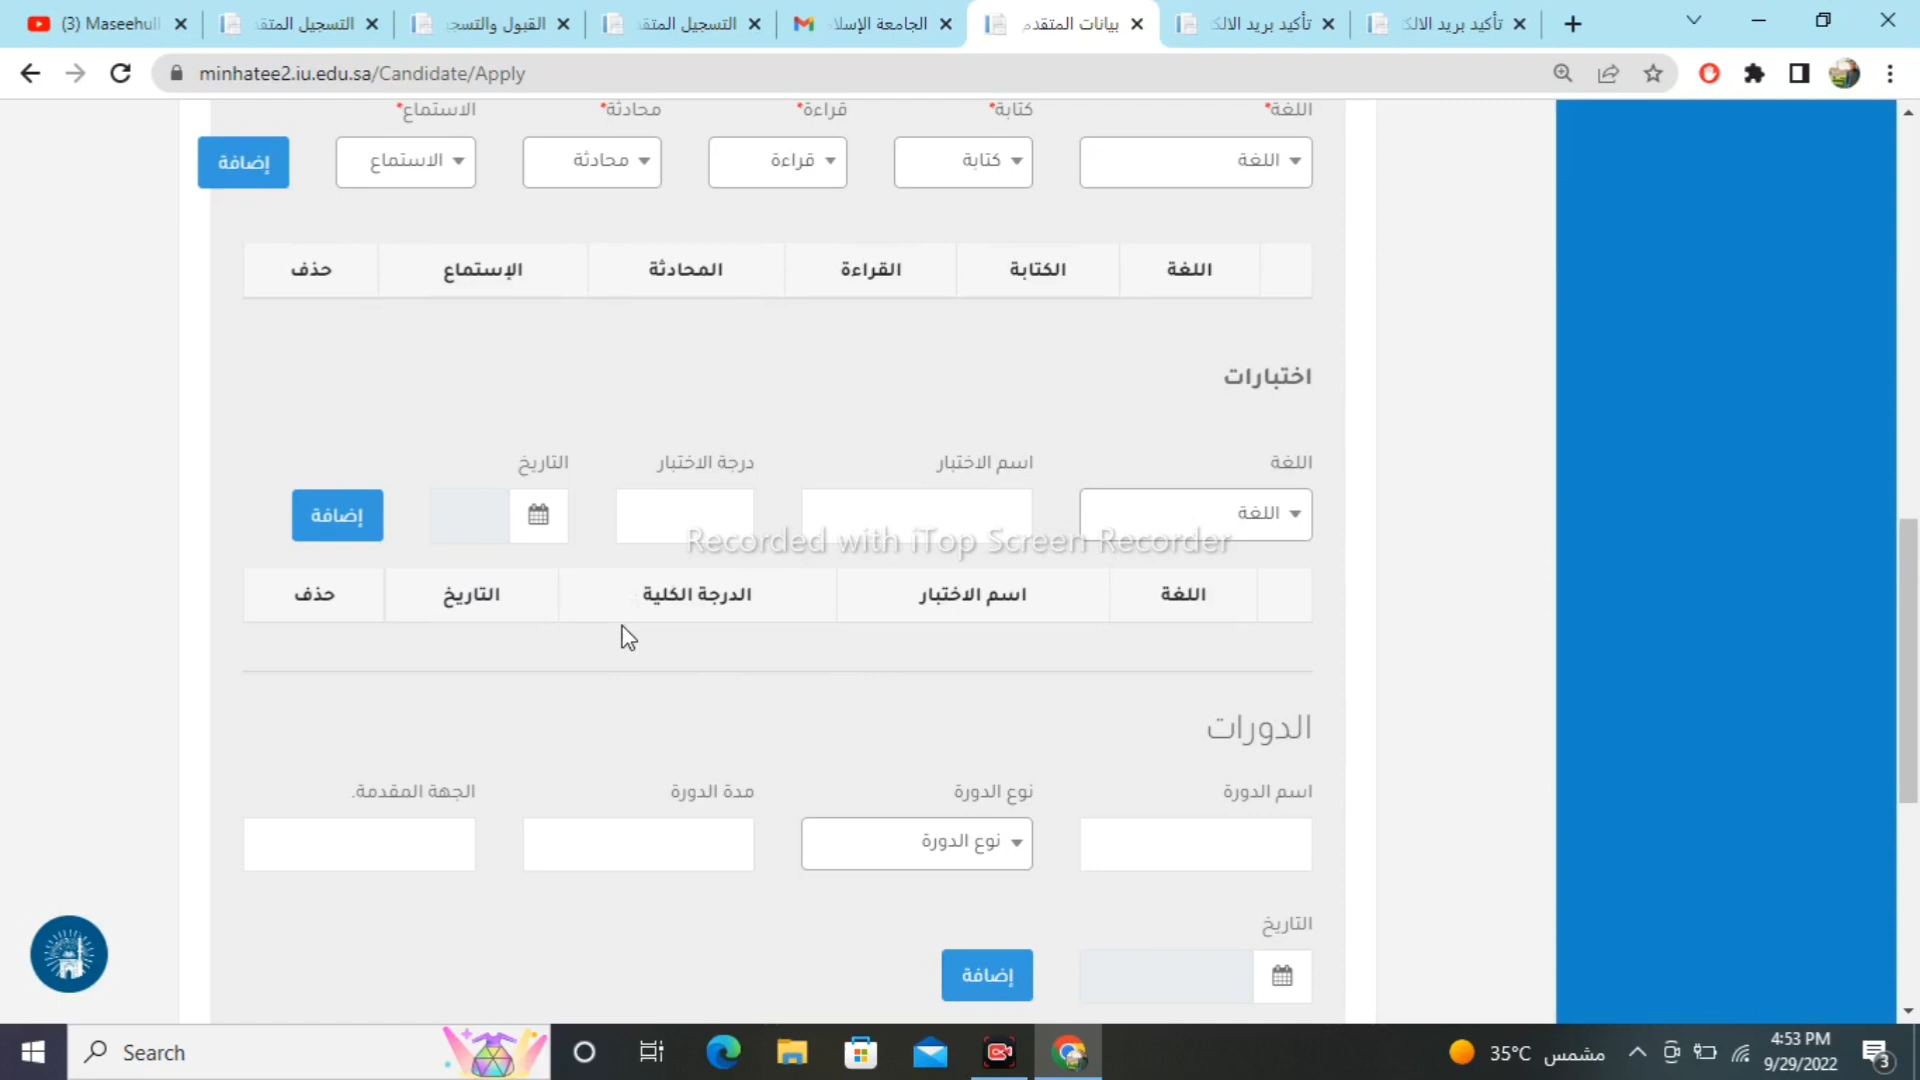 (3) Maseehull
التسجيل المتقد
القبول والتسجي
التسجيل المتقد
الجامعة الإسلا
بيانات المتقدم
تأكيد بريد الالك
تأكيد بريد الالك
minhatee2.iu.edu.sa/Candidate/Apply
اللغة* كتابة* قراءة* محادثة* الاستماع*
اللغة كتابة قراءة محادثة الاستماع إضافة
اللغة الكتابة القراءة المحادثة الإستماع حذف
اختبارات
اللغة اسم الاختبار درجة الاختبار التاريخ
اللغة إضافة
Recorded with iTop Screen Recorder
اللغة اسم الاختبار الدرجة الكلية التاريخ حذف
الدورات
اسم الدورة نوع الدورة مدة الدورة الجهة المقدمة.
نوع الدورة
التاريخ
إضافة
Search
35°C مشمس
4:53 PM
9/29/2022
3